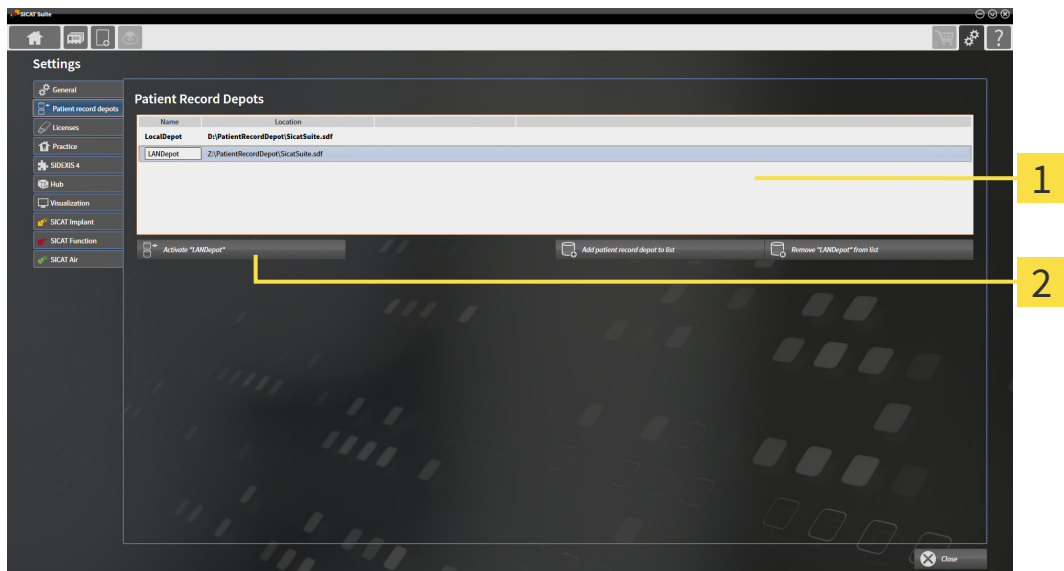 SICAT Suite
?
Settings
General
Patient record depots
Licenses
Practice
SIDEXIS 4
Hub
Visualization
SICAT Implant
SICAT Function
SICAT Air
Patient Record Depots
Name Location
LocalDepot D:\PatientRecordDepot\SicatSuite.sdf
LANDepot Z:\PatientRecordDepot\SicatSuite.sdf
1
Activate "LANDepot" Add patient record depot to list Remove "LANDepot" from list
2
Close